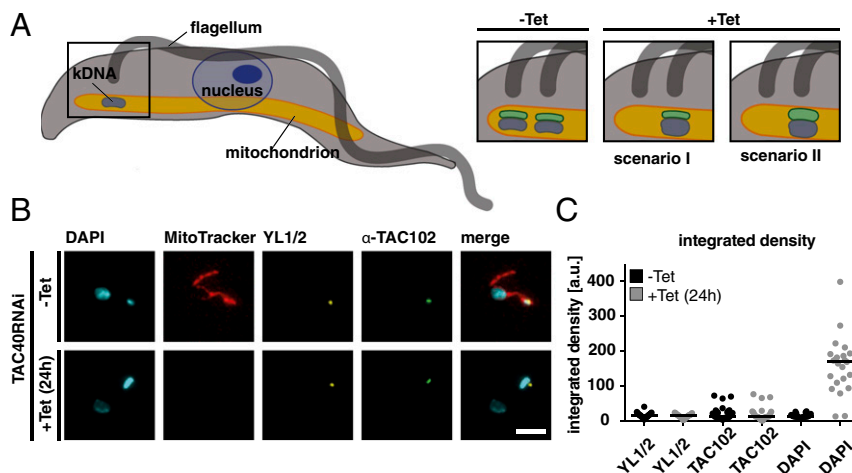 A
flagellum
kDNA
nucleus
mitochondrion
-Tet
+Tet
scenario I
scenario II
B
DAPI
MitoTracker
YL1/2
α-TAC102
merge
TAC40RNAi
-Tet
+Tet (24h)
C
integrated density
integrated density [a.u.]
400
300
200
100
0
-Tet
+Tet (24h)
YL1/2
YL1/2
TAC102
TAC102
DAPI
DAPI